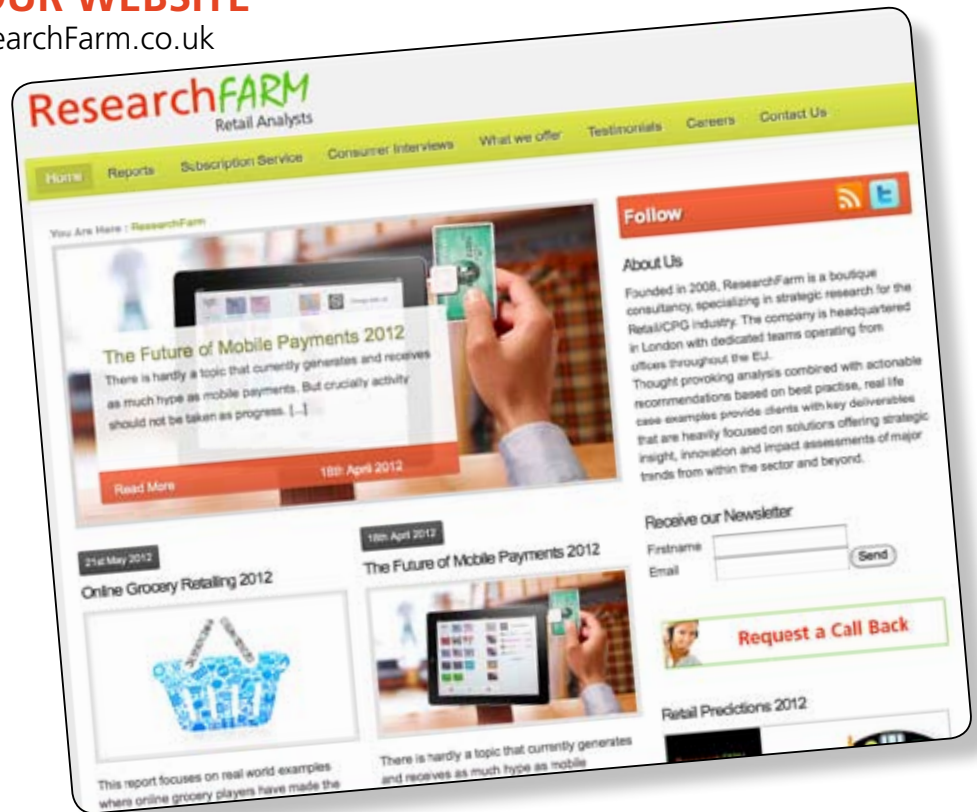 OUR WEBSITE
earchFarm.co.uk
ResearchFARM
Retail Analysts
Home Reports Subscription Service Consumer Interviews What we offer Testimonials Careers Contact Us
You Are Here : ResearchFarm
The Future of Mobile Payments 2012
There is hardly a topic that currently generates and receives
as much hype as mobile payments. But crucially activity
should not be taken as progress. [...]
Read More 18th April 2012
21st May 2012
Online Grocery Retailing 2012
This report focuses on real world examples
where online grocery players have made the
18th April 2012
The Future of Mobile Payments 2012
There is hardly a topic that currently generates
and receives as much hype as mobile
Follow
About Us
Founded in 2008, ResearchFarm is a boutique
consultancy, specializing in strategic research for the
Retail/CPG industry. The company is headquartered
in London with dedicated teams operating from
offices throughout the EU.
Thought provoking analysis combined with actionable
recommendations based on best practise, real life
case examples provide clients with key deliverables
that are heavily focused on solutions offering strategic
insight, innovation and impact assessments of major
trends from within the sector and beyond.
Receive our Newsletter
Firstname
Email
Send
Request a Call Back
Retail Predictions 2012